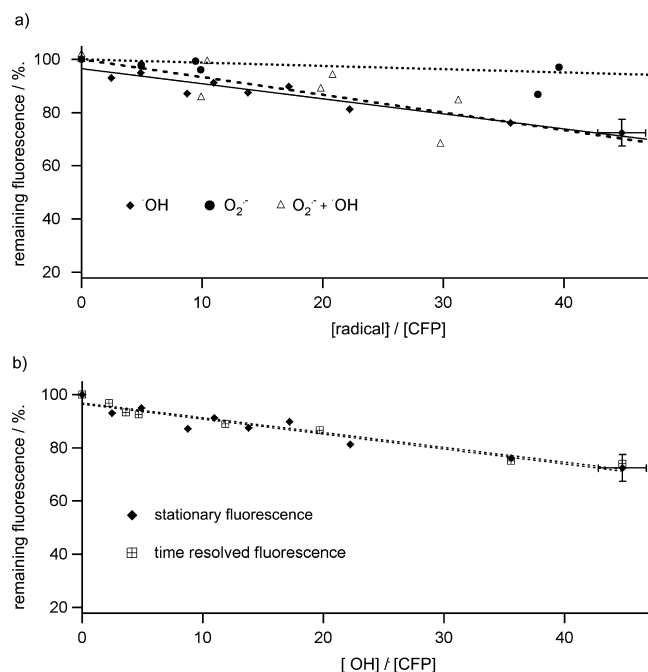 a)
100
80
60
40
20
remaining fluorescence / %.
˙OH
O₂˙⁻
O₂˙⁻ + ˙OH
0
10
20
30
40
[radical] / [CFP]
b)
100
80
60
40
20
remaining fluorescence / %.
stationary fluorescence
time resolved fluorescence
0
10
20
30
40
[ OH] ˙/ [CFP]